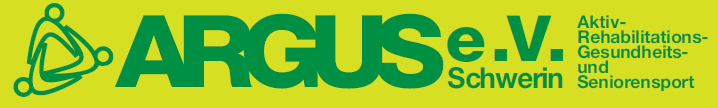 ARGUS e.V.
Schwerin
Aktiv-
Rehabilitations-
Gesundheits-
und
Seniorensport